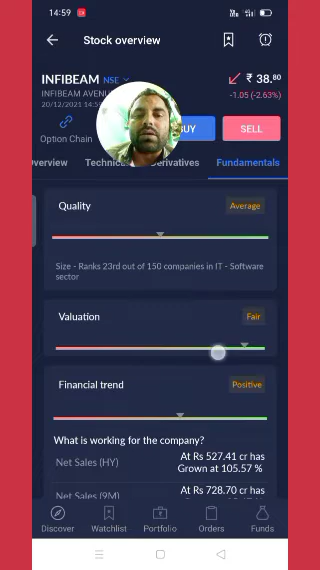 14:59
Stock overview
INFIBEAM NSE
₹ 38.80
INFIBEAM AVENU
-1.05 (-2.63%)
20/12/2021 14:59
Option Chain
BUY
SELL
verview Technica erivatives Fundamentals
Quality
Average
Size - Ranks 23rd out of 150 companies in IT - Software
sector
Valuation
Fair
Financial trend
Positive
What is working for the company?
Net Sales (HY)
At Rs 527.41 cr has
Grown at 105.57 %
Net Sales (9M)
At Rs 728.70 cr has
Discover Watchlist Portfolio Orders Funds